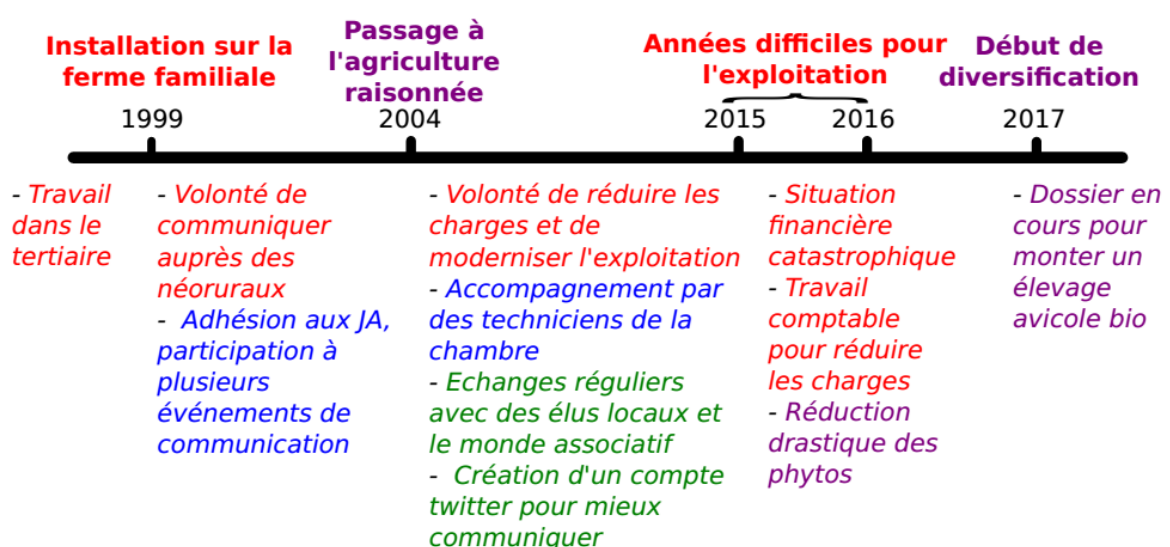 Installation sur la
ferme familiale
Passage à
l'agriculture
raisonnée
Années difficiles pour
l'exploitation
Début de
diversification
1999
2004
2015
2016
2017
- Travail
dans le
tertiaire
- Volonté de
communiquer
auprès des
néoruraux
- Adhésion aux JA,
participation à
plusieurs
événements de
communication
- Volonté de réduire les
charges et de
moderniser l'exploitation
- Accompagnement par
des techniciens de la
chambre
- Echanges réguliers
avec des élus locaux et
le monde associatif
- Création d'un compte
twitter pour mieux
communiquer
- Situation
financière
catastrophique
- Travail
comptable
pour réduire
les charges
- Réduction
drastique des
phytos
- Dossier en
cours pour
monter un
élevage
avicole bio